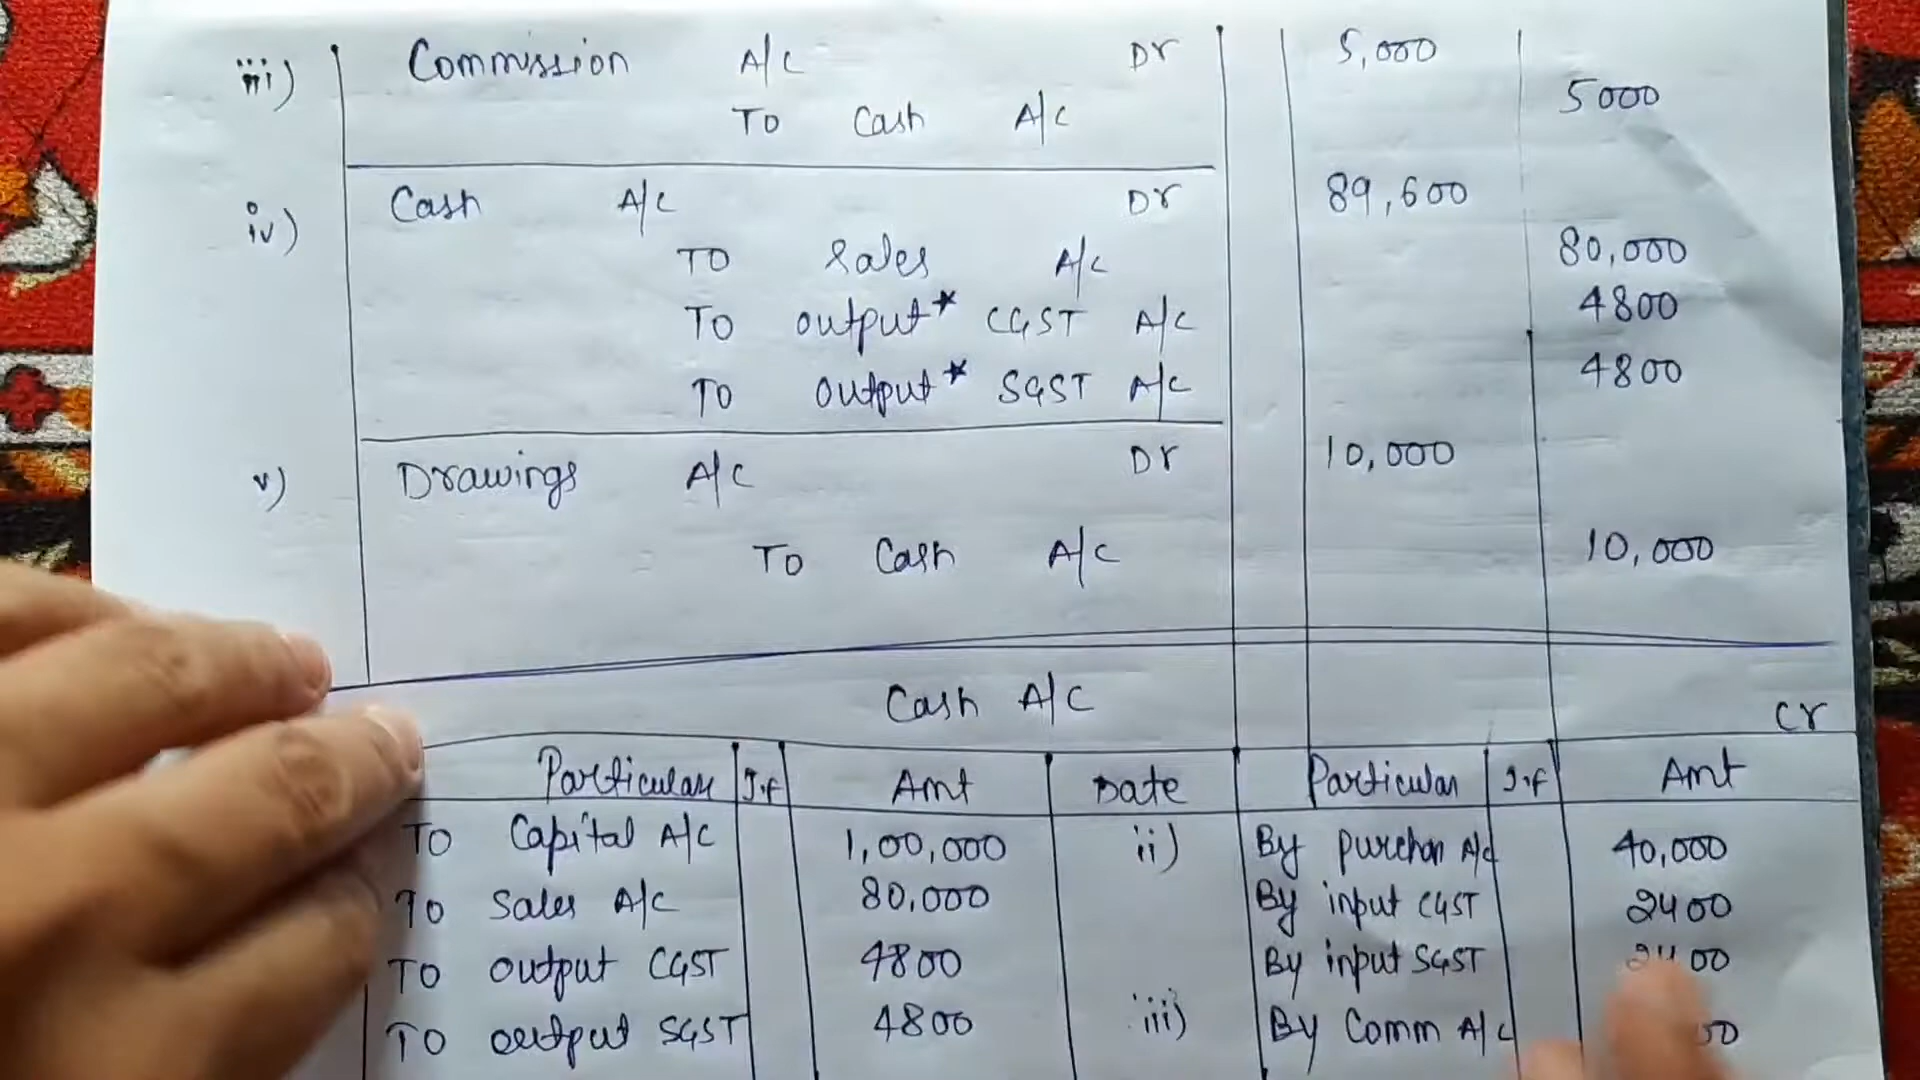 iii) Commission A/C Dr 5,000
To Cash A/C 5000
iv) Cash A/C Dr 89,600
To Sales A/C 80,000
To output* CGST A/C 4800
To output* SGST A/C 4800
v) Drawings A/C Dr 10,000
To Cash A/C 10,000
Cash A/C
Cr
Particulars J.f Amt Date Particular J.f Amt
To Capital A/C 1,00,000 ii) By A/C 40,000
To Sales A/C 80,000 By input CGST 2400
To output CGST 4800 By input SGST 2400
To output SGST 4800 iii) By Comm A/C